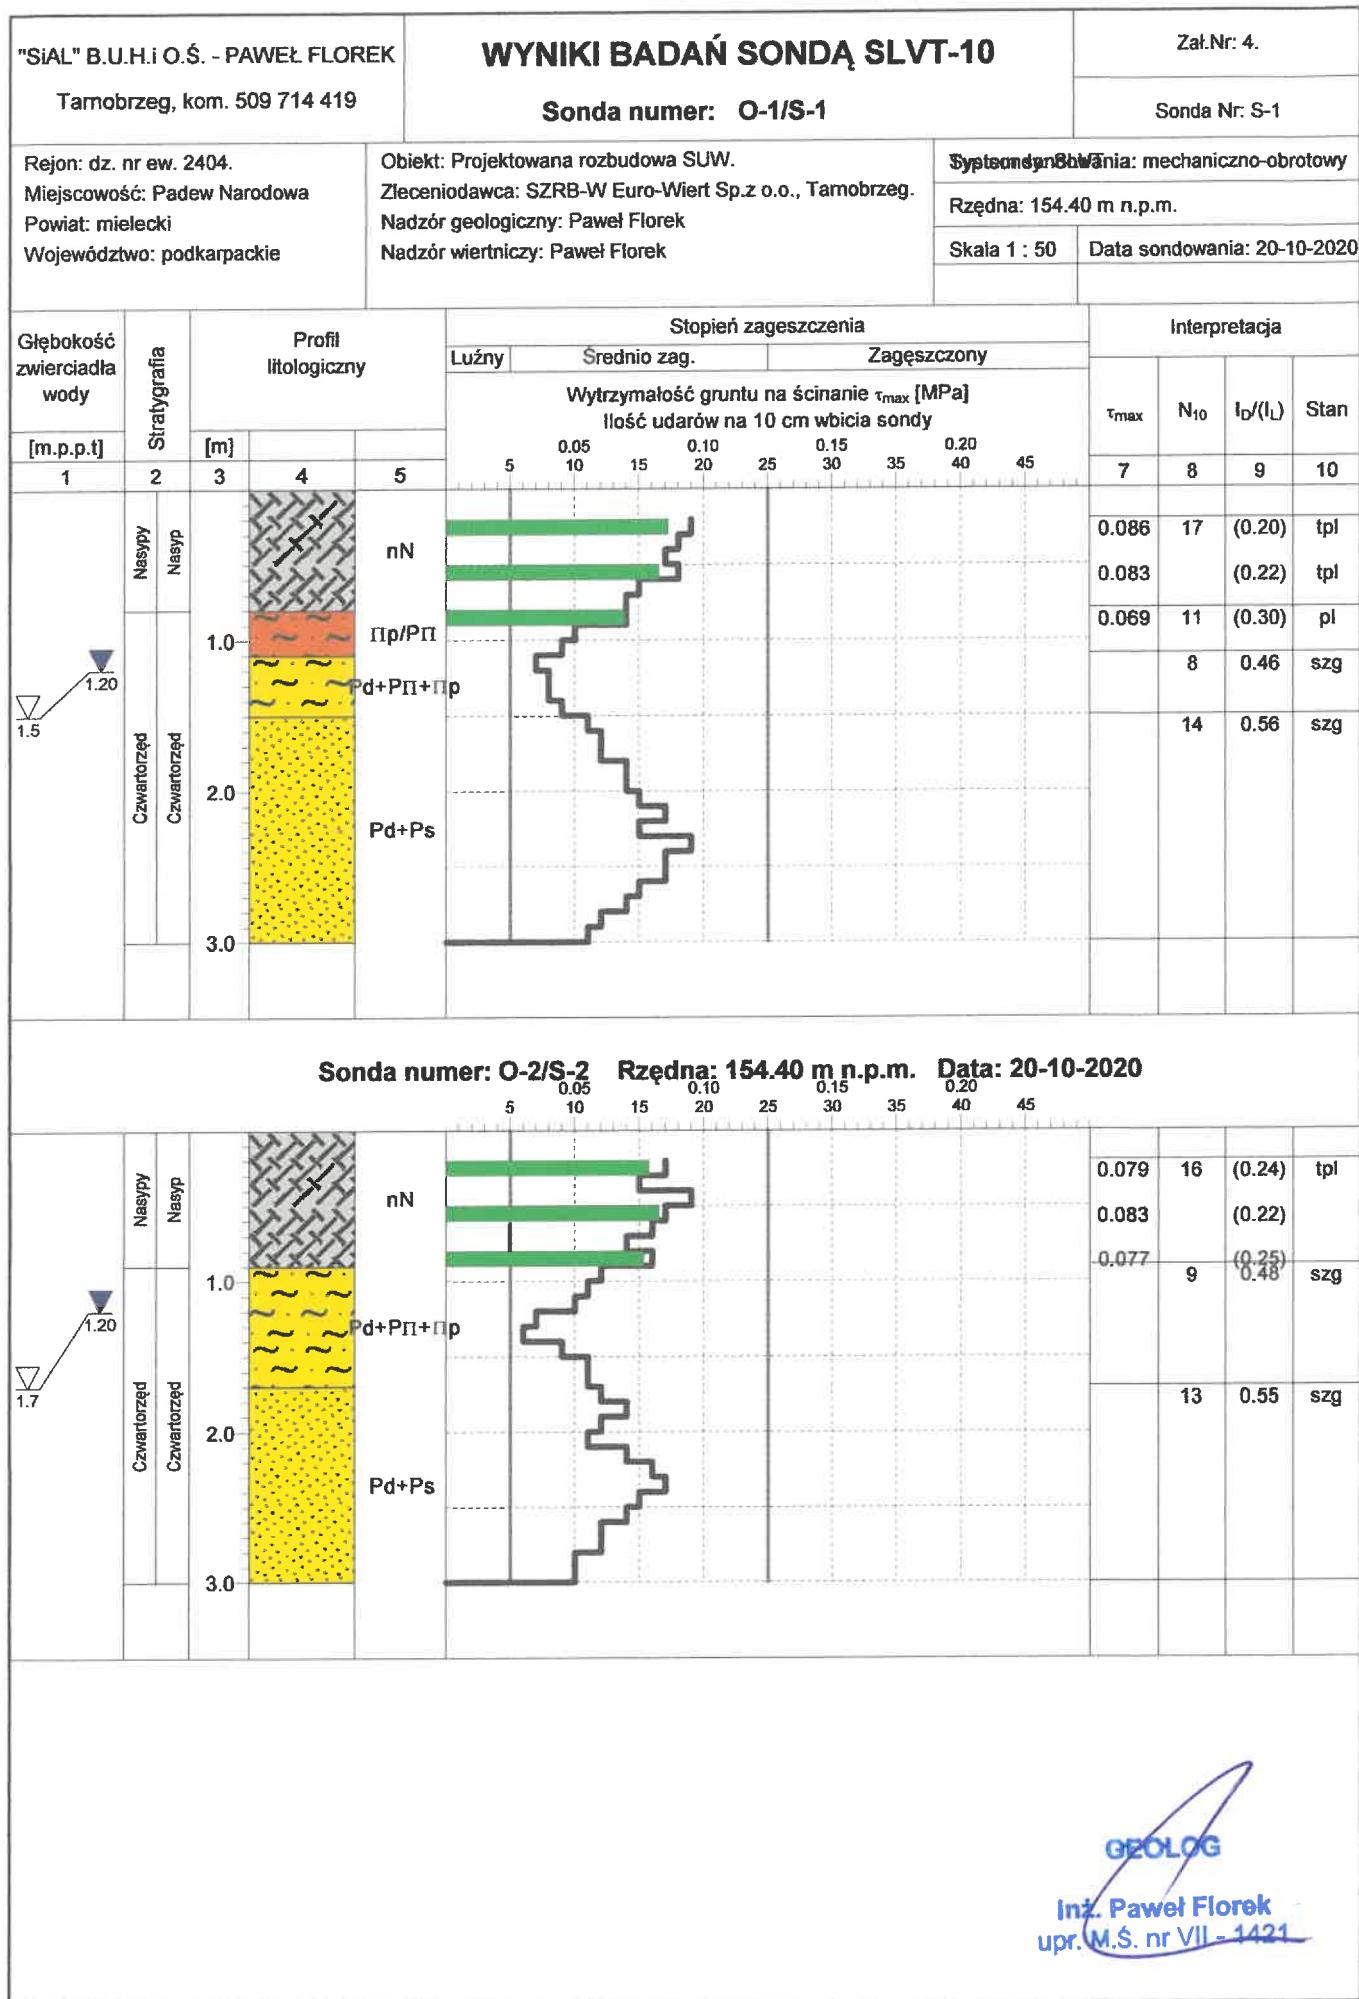 "SiAL" B.U.H.i O.Ś. - PAWEŁ FLOREK
Tarnobrzeg, kom. 509 714 419
WYNIKI BADAŃ SONDĄ SLVT-10
Sonda numer: O-1/S-1
Zał.Nr: 4.
Sonda Nr: S-1
Rejon: dz. nr ew. 2404.
Miejscowość: Padew Narodowa
Powiat: mielecki
Województwo: podkarpackie
Obiekt: Projektowana rozbudowa SUW.
Zleceniodawca: SZRB-W Euro-Wiert Sp.z o.o., Tarnobrzeg.
Nadzór geologiczny: Paweł Florek
Nadzór wiertniczy: Paweł Florek
mechaniczno-obrotowy
Rzędna: 154.40 m n.p.m.
Skala 1 : 50
Data sondowania: 20-10-2020
Głębokość
zwierciadła
wody
[m.p.p.t]
Stratygrafia
Profil
litologiczny
[m]
Stopień zageszczenia
Luźny
Średnio zag.
Zagęszczony
Wytrzymałość gruntu na ścinanie τmax [MPa]
Ilość udarów na 10 cm wbicia sondy
0.05 0.10 0.15 0.20
5 10 15 20 25 30 35 40 45
Interpretacja
τmax N10 ID/(IL) Stan
1 2 3 4 5 7 8 9 10
Nasypy
Nasyp
nN
0.086 17 (0.20) tpl
0.083 (0.22) tpl
0.069 11 (0.30) pl
1.0
Πp/PΠ
8 0.46 szg
1.20
Pd+PΠ+Πp
1.5
14 0.56 szg
Czwartorzęd
Czwartorzęd
2.0
Pd+Ps
3.0
Sonda numer: O-2/S-2 Rzędna: 154.40 m n.p.m. Data: 20-10-2020
0.05 0.10 0.15 0.20
5 10 15 20 25 30 35 40 45
Nasypy
Nasyp
nN
0.079 16 (0.24) tpl
0.083 (0.22)
0.077 (0.25)
9 0.48 szg
1.0
1.20
Pd+PΠ+Πp
1.7
13 0.55 szg
Czwartorzęd
Czwartorzęd
2.0
Pd+Ps
3.0
GEOLOG
Inż. Paweł Florek
upr. M.Ś. nr VII - 1421